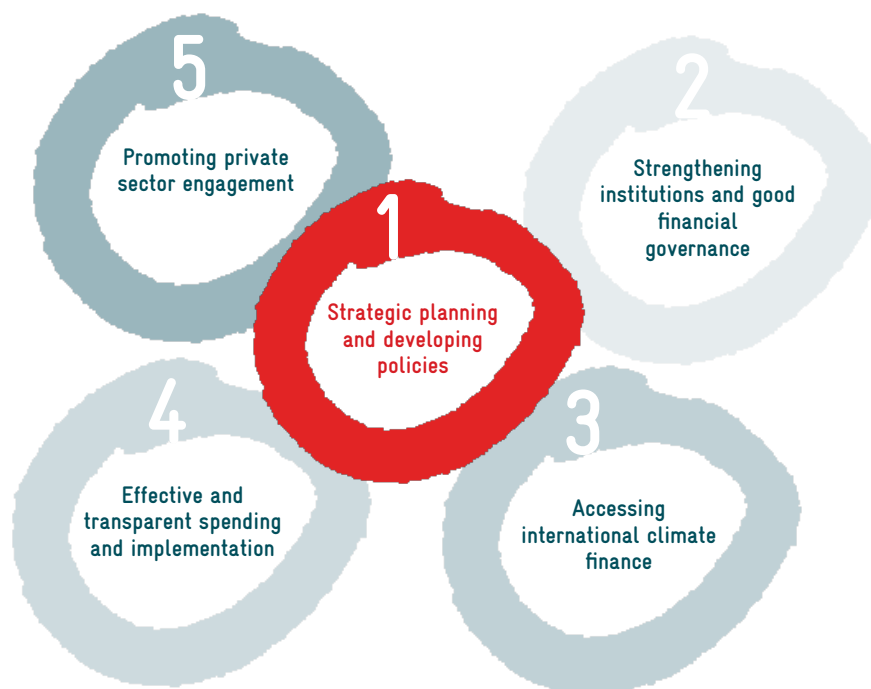 5
Promoting private
sector engagement
2
Strengthening
institutions and good
financial
governance
1
Strategic planning
and developing
policies
4
Effective and
transparent spending
and implementation
3
Accessing
international climate
finance